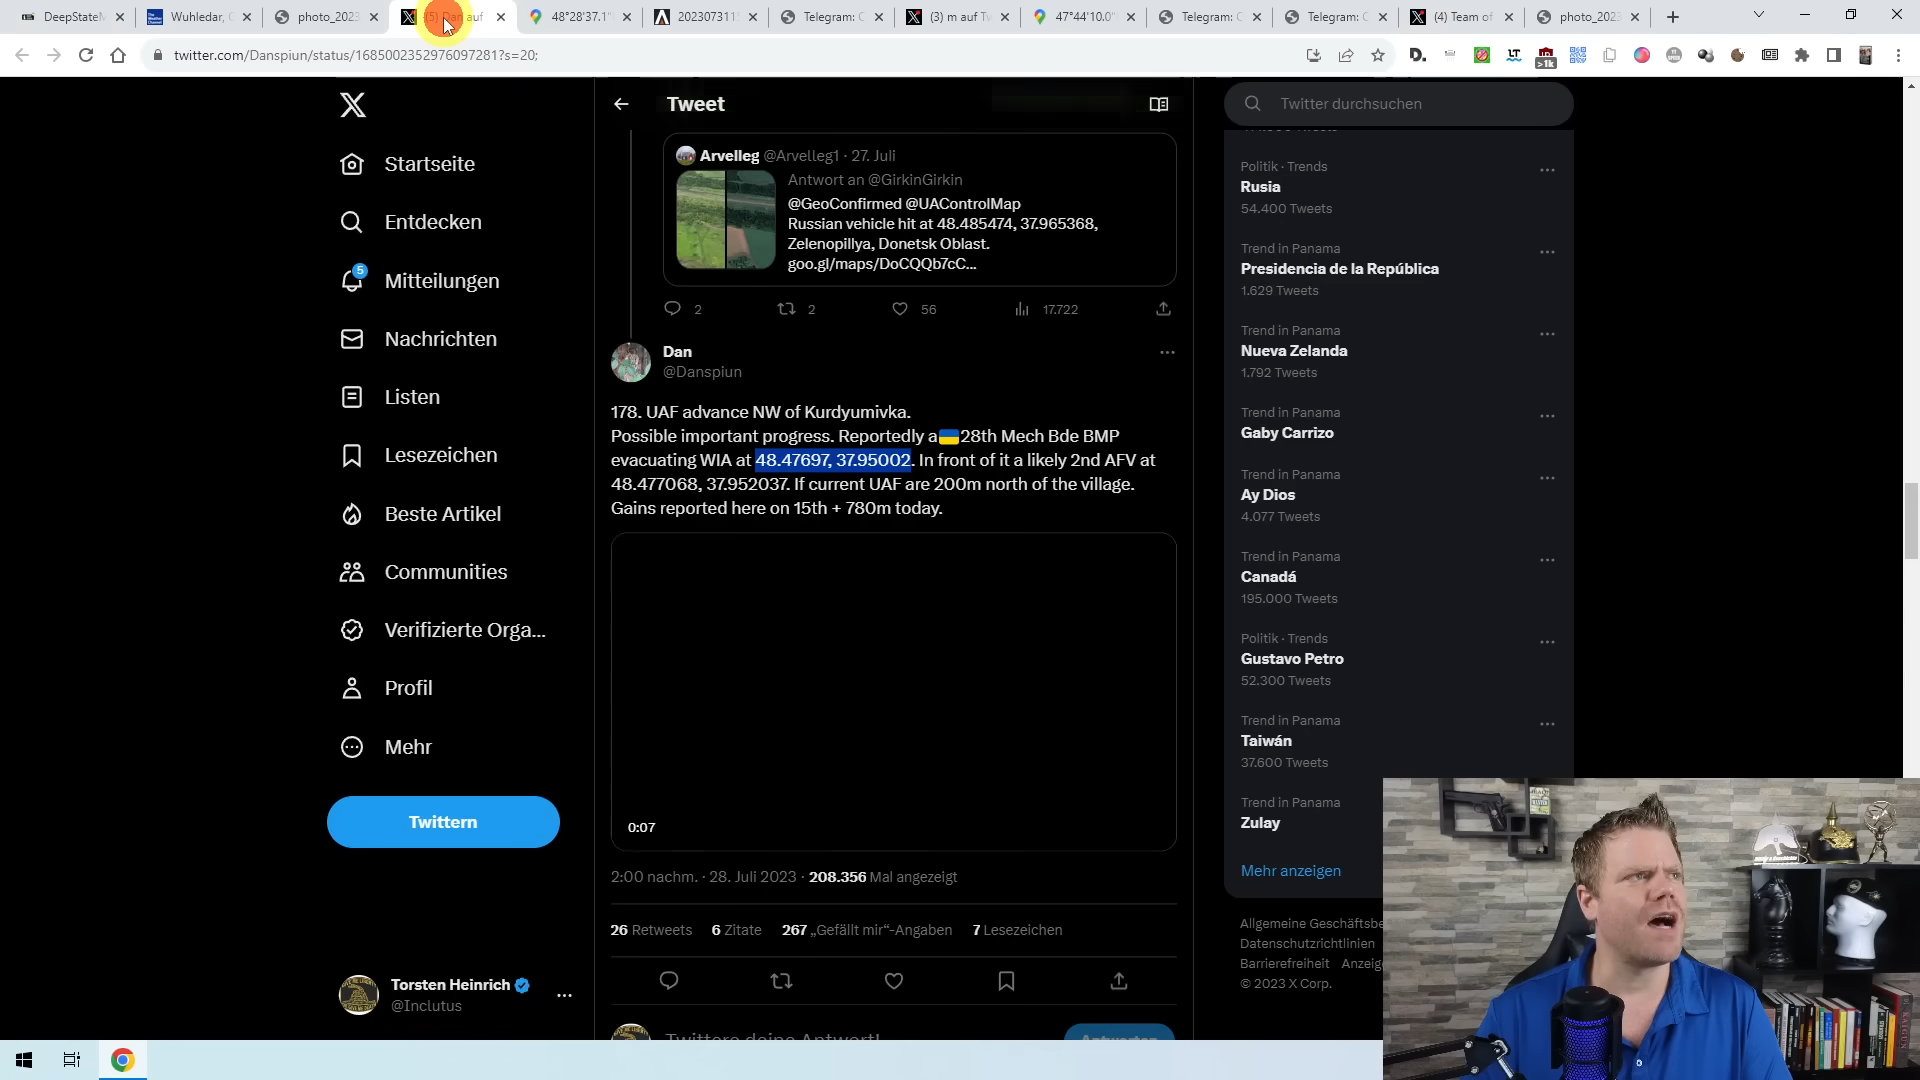 DeepStateM
Wuhledar,
photo_2023
(5) Dan auf
48°28'37.1"
202307311
Telegram: C
(3) m auf Tw
47°44'10.0"
Telegram: C
Telegram: C
(4) Team of
photo_2023
twitter.com/Danspiun/status/1685002352976097281?s=20;
Startseite
Entdecken
5
Mitteilungen
Nachrichten
Listen
Lesezeichen
Beste Artikel
Communities
Verifizierte Orga...
Profil
Mehr
Twittern
Torsten Heinrich
@Inclutus
Tweet
Arvelleg @Arvelleg1 · 27. Juli
Antwort an @GirkinGirkin
@GeoConfirmed @UAControlMap
Russian vehicle hit at 48.485474, 37.965368,
Zelenopillya, Donetsk Oblast.
goo.gl/maps/DoCQQb7cC...
2 2 56 17.722
Dan
@Danspiun
178. UAF advance NW of Kurdyumivka.
Possible important progress. Reportedly a🇺🇦28th Mech Bde BMP
evacuating WIA at 48.47697, 37.95002. In front of it a likely 2nd AFV at
48.477068, 37.952037. If current UAF are 200m north of the village.
Gains reported here on 15th + 780m today.
0:07
2:00 nachm. · 28. Juli 2023 · 208.356 Mal angezeigt
26 Retweets 6 Zitate 267 „Gefällt mir“-Angaben 7 Lesezeichen
Twittere deine Antwort!
Antworten
Twitter durchsuchen
Politik · Trends
Rusia
54.400 Tweets
Trend in Panama
Presidencia de la República
1.629 Tweets
Trend in Panama
Nueva Zelanda
1.792 Tweets
Trend in Panama
Gaby Carrizo
Trend in Panama
Ay Dios
4.077 Tweets
Trend in Panama
Canadá
195.000 Tweets
Politik · Trends
Gustavo Petro
52.300 Tweets
Trend in Panama
Taiwán
37.600 Tweets
Trend in Panama
Zulay
Mehr anzeigen
Allgemeine Geschäftsbe
Datenschutzrichtlinien
Barrierefreiheit Anzeig
© 2023 X Corp.